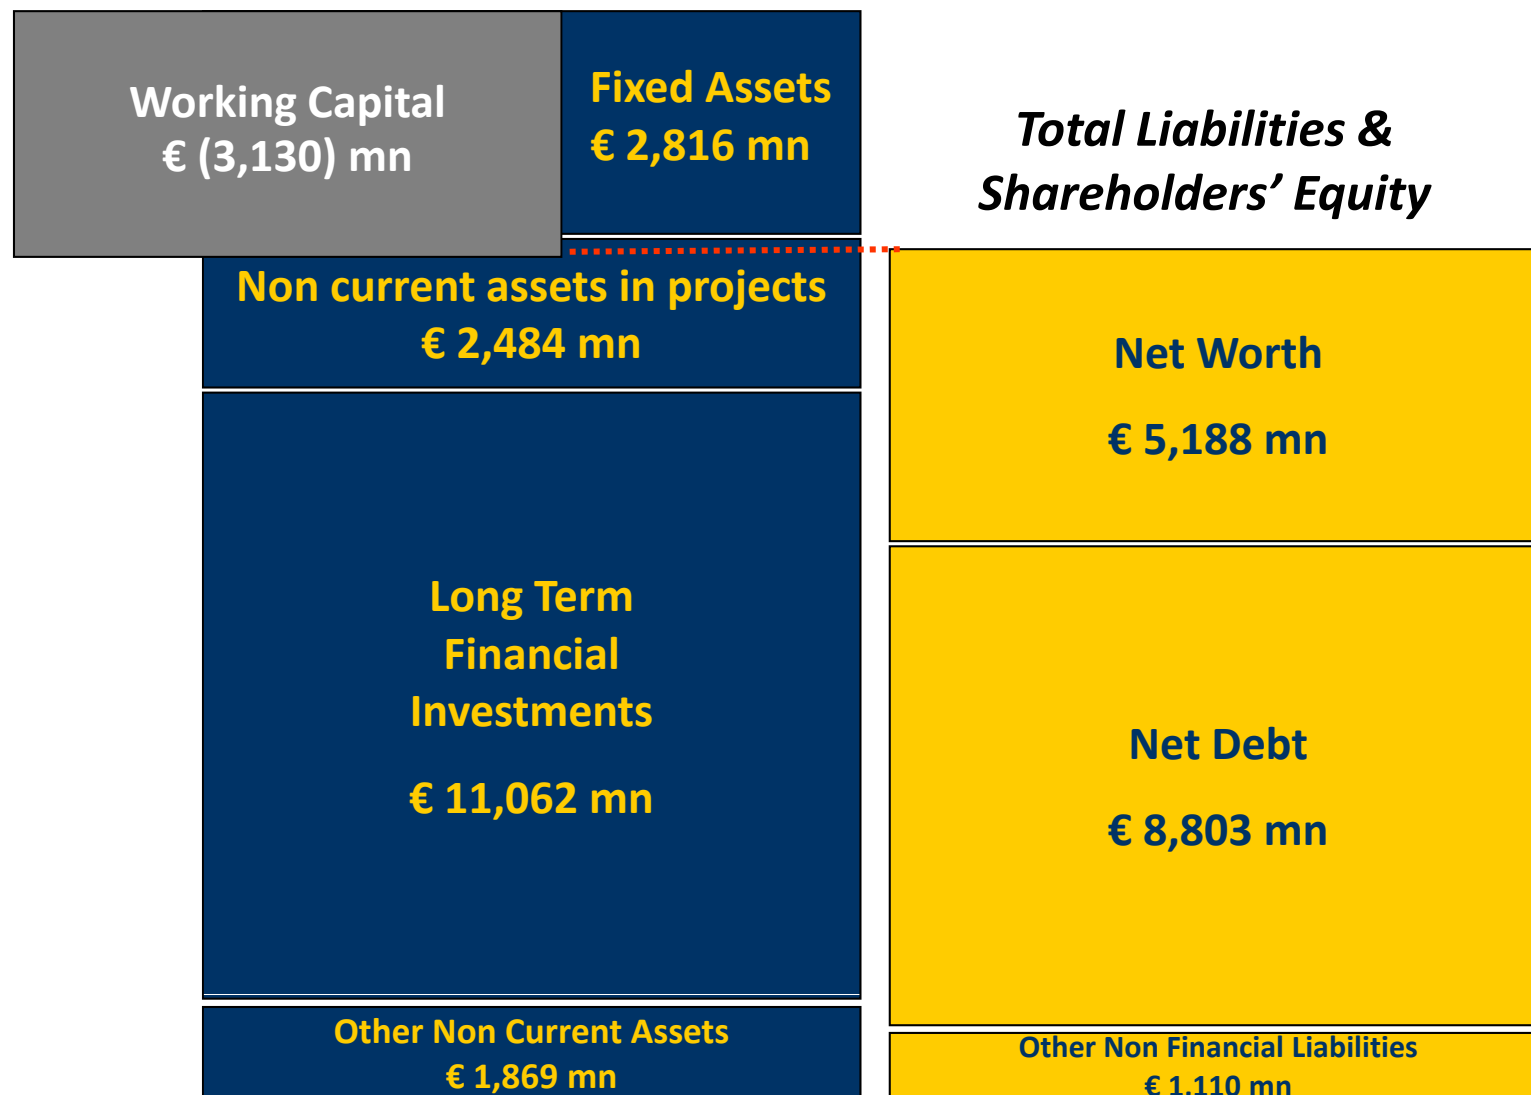 Working Capital
€ (3,130) mn
Fixed Assets
€ 2,816 mn
Total Liabilities &
Shareholders’ Equity
Non current assets in projects
€ 2,484 mn
Net Worth
€ 5,188 mn
Long Term
Financial
Investments
€ 11,062 mn
Net Debt
€ 8,803 mn
Other Non Current Assets
€ 1,869 mn
Other Non Financial Liabilities
€ 1.110 mn